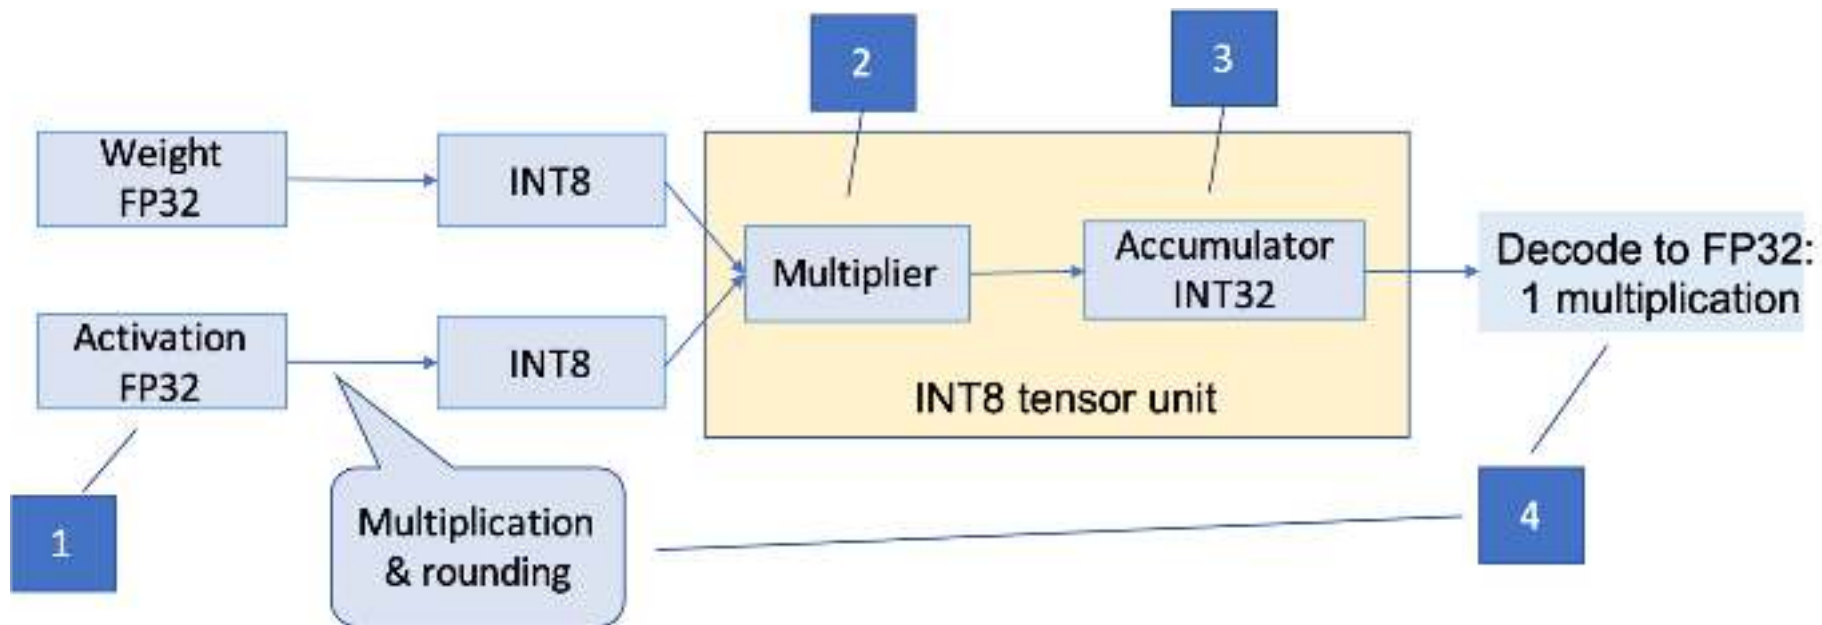 2
3
Weight
FP32
INT8
Activation
FP32
INT8
Multiplier
Accumulator
INT32
Decode to FP32:
1 multiplication
INT8 tensor unit
Multiplication
& rounding
1
4